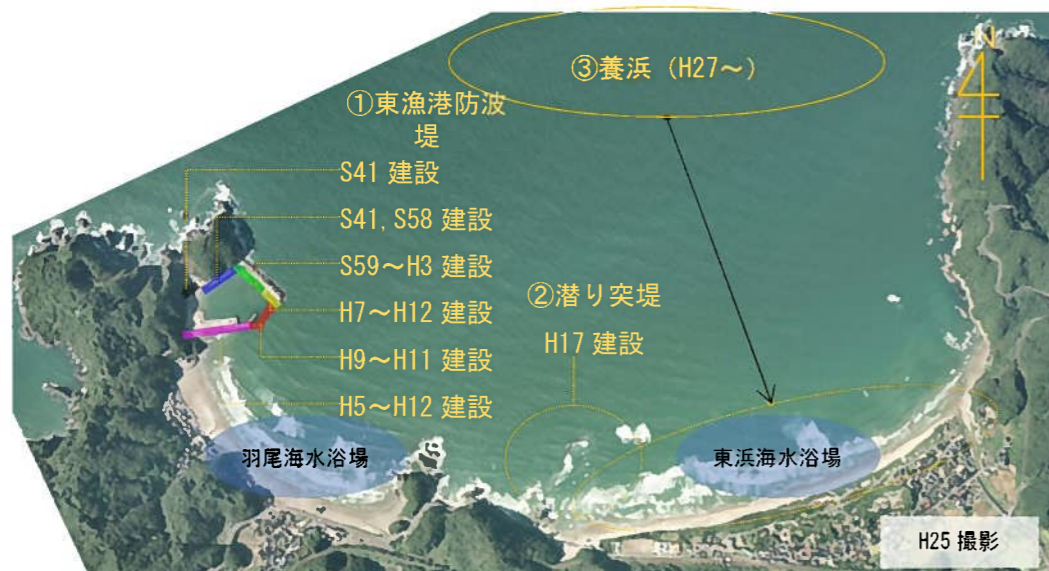 ③養浜（H27～）
N
①東漁港防波
堤
S41 建設
S41, S58 建設
S59～H3 建設
H7～H12 建設
H9～H11 建設
H5～H12 建設
②潜り突堤
H17 建設
羽尾海水浴場
東浜海水浴場
H25 撮影